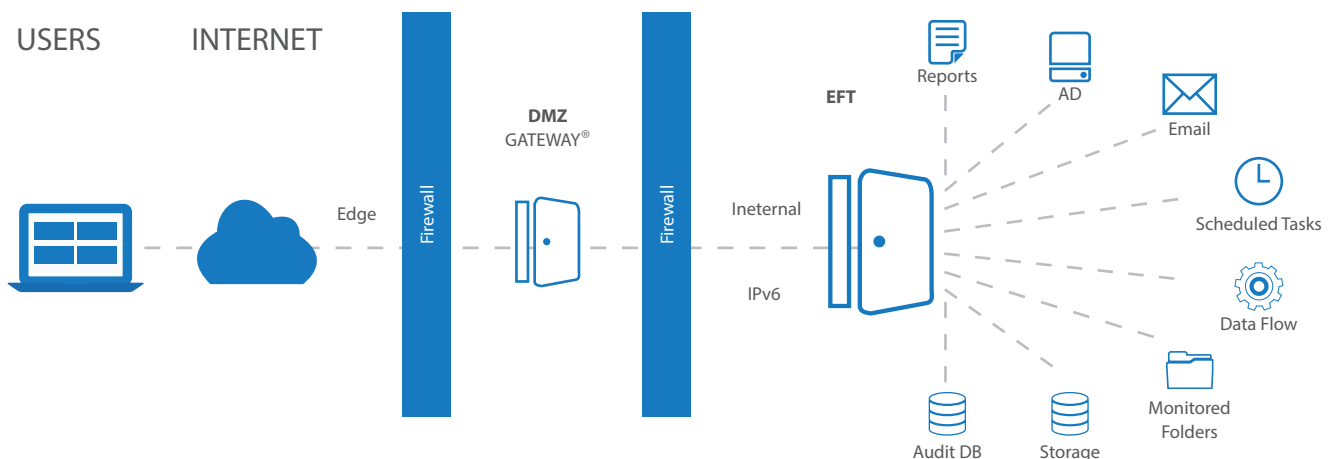 USERS
INTERNET
Edge
Firewall
DMZ
GATEWAY®
Firewall
Ineternal
IPv6
EFT
Reports
AD
Email
Scheduled Tasks
Data Flow
Monitored
Folders
Storage
Audit DB